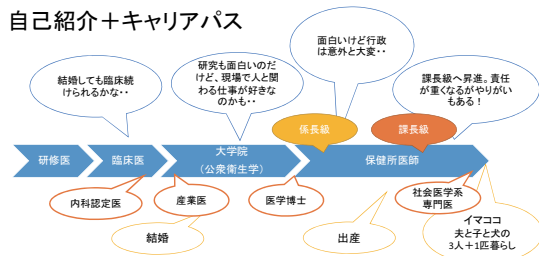 自己紹介＋キャリアパス
結婚しても臨床続
けられるかな・・
研究も面白いのだ
けど、現場で人と関
わる仕事が好きな
のかも・・
面白いけど行政
は意外と大変・・
課長級へ昇進。責任
が重くなるがやりがい
もある！
係長級
課長級
研修医
臨床医
大学院
（公衆衛生学）
保健所医師
内科認定医
産業医
医学博士
社会医学系
専門医
結婚
出産
イマココ
夫と子と犬の
3人＋1匹暮らし